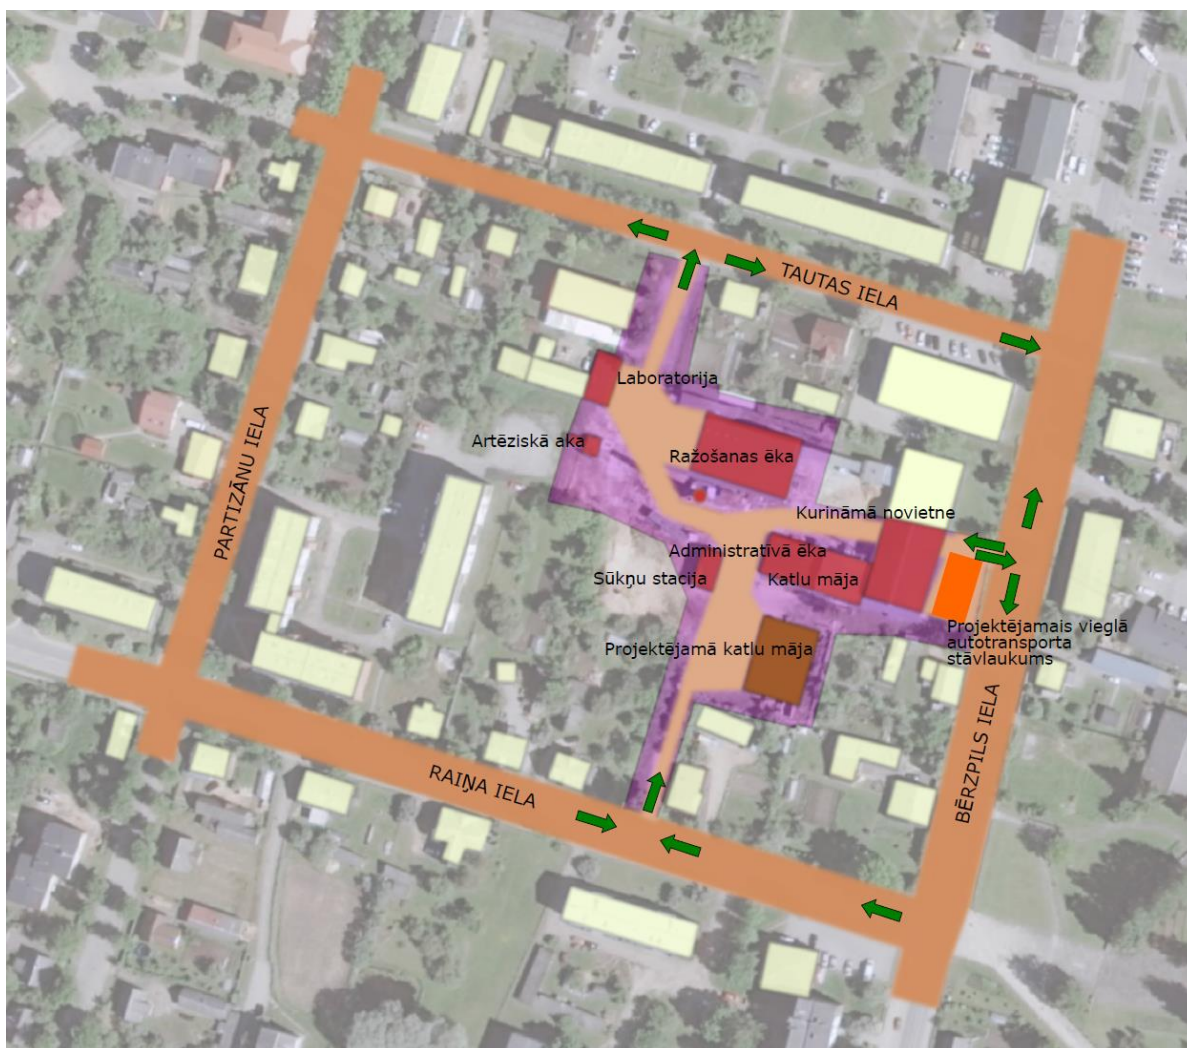 TAUTAS IELA
Laboratorija
Artēziskā aka
Ražošanas ēka
PARTIZĀNU IELA
Kurināmā novietne
Administratīvā ēka
Sūkņu stacija
Katlu māja
Projektējamais vieglā
autotransporta
stāvlaukums
Projektējamā katlu māja
BĒRZPILS IELA
RAIŅA IELA